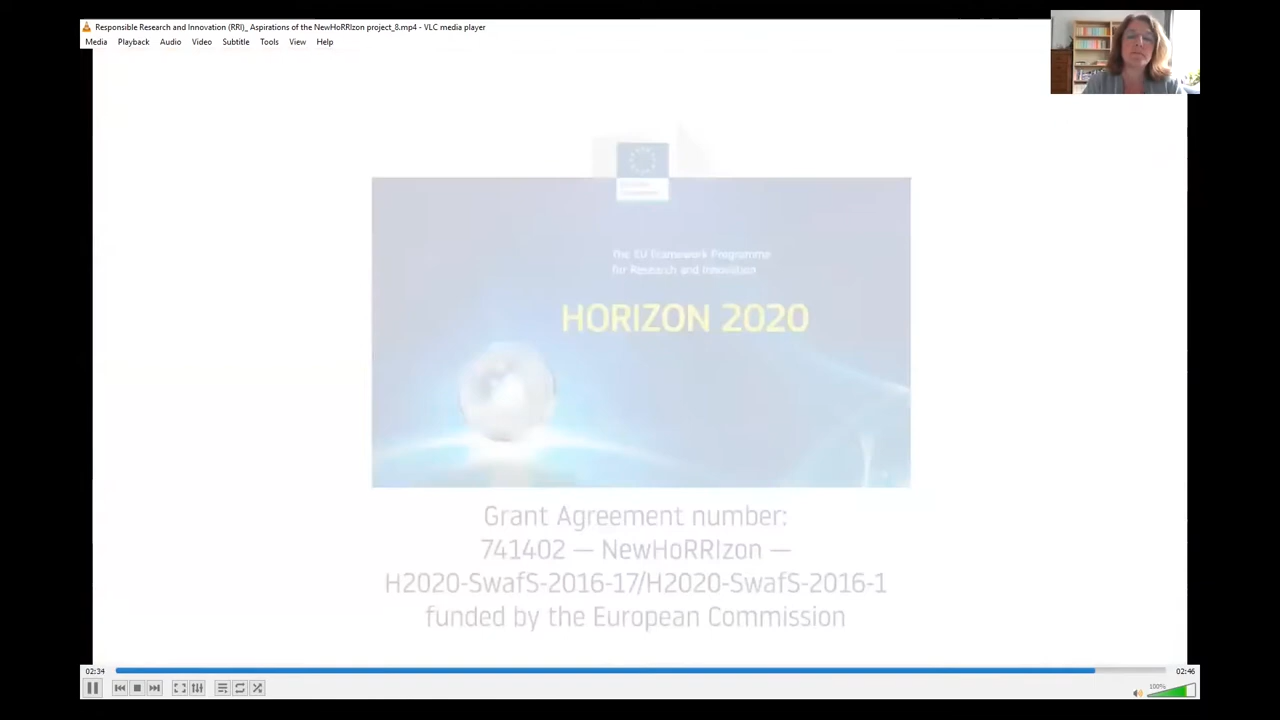 Responsible Research and Innovation (RRI)_ Aspirations of the NewHoRRIzon project_8.mp4 - VLC media player
Media Playback Audio Video Subtitle Tools View Help
The EU Framework Programme
for Research and Innovation
HORIZON 2020
Grant Agreement number:
741402 — NewHoRRIzon —
H2020-SwafS-2016-17/H2020-SwafS-2016-1
funded by the European Commission
02:34
02:46
100%